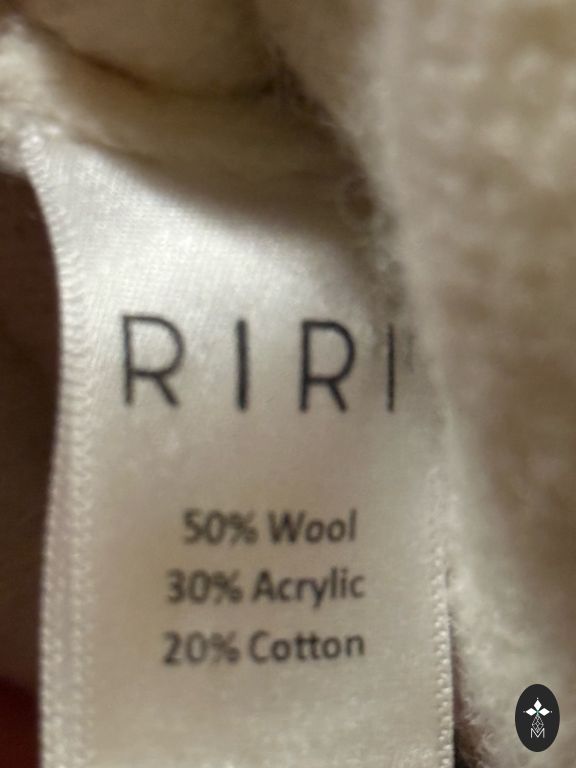 RIRI
50% Wool
30% Acrylic
20% Cotton